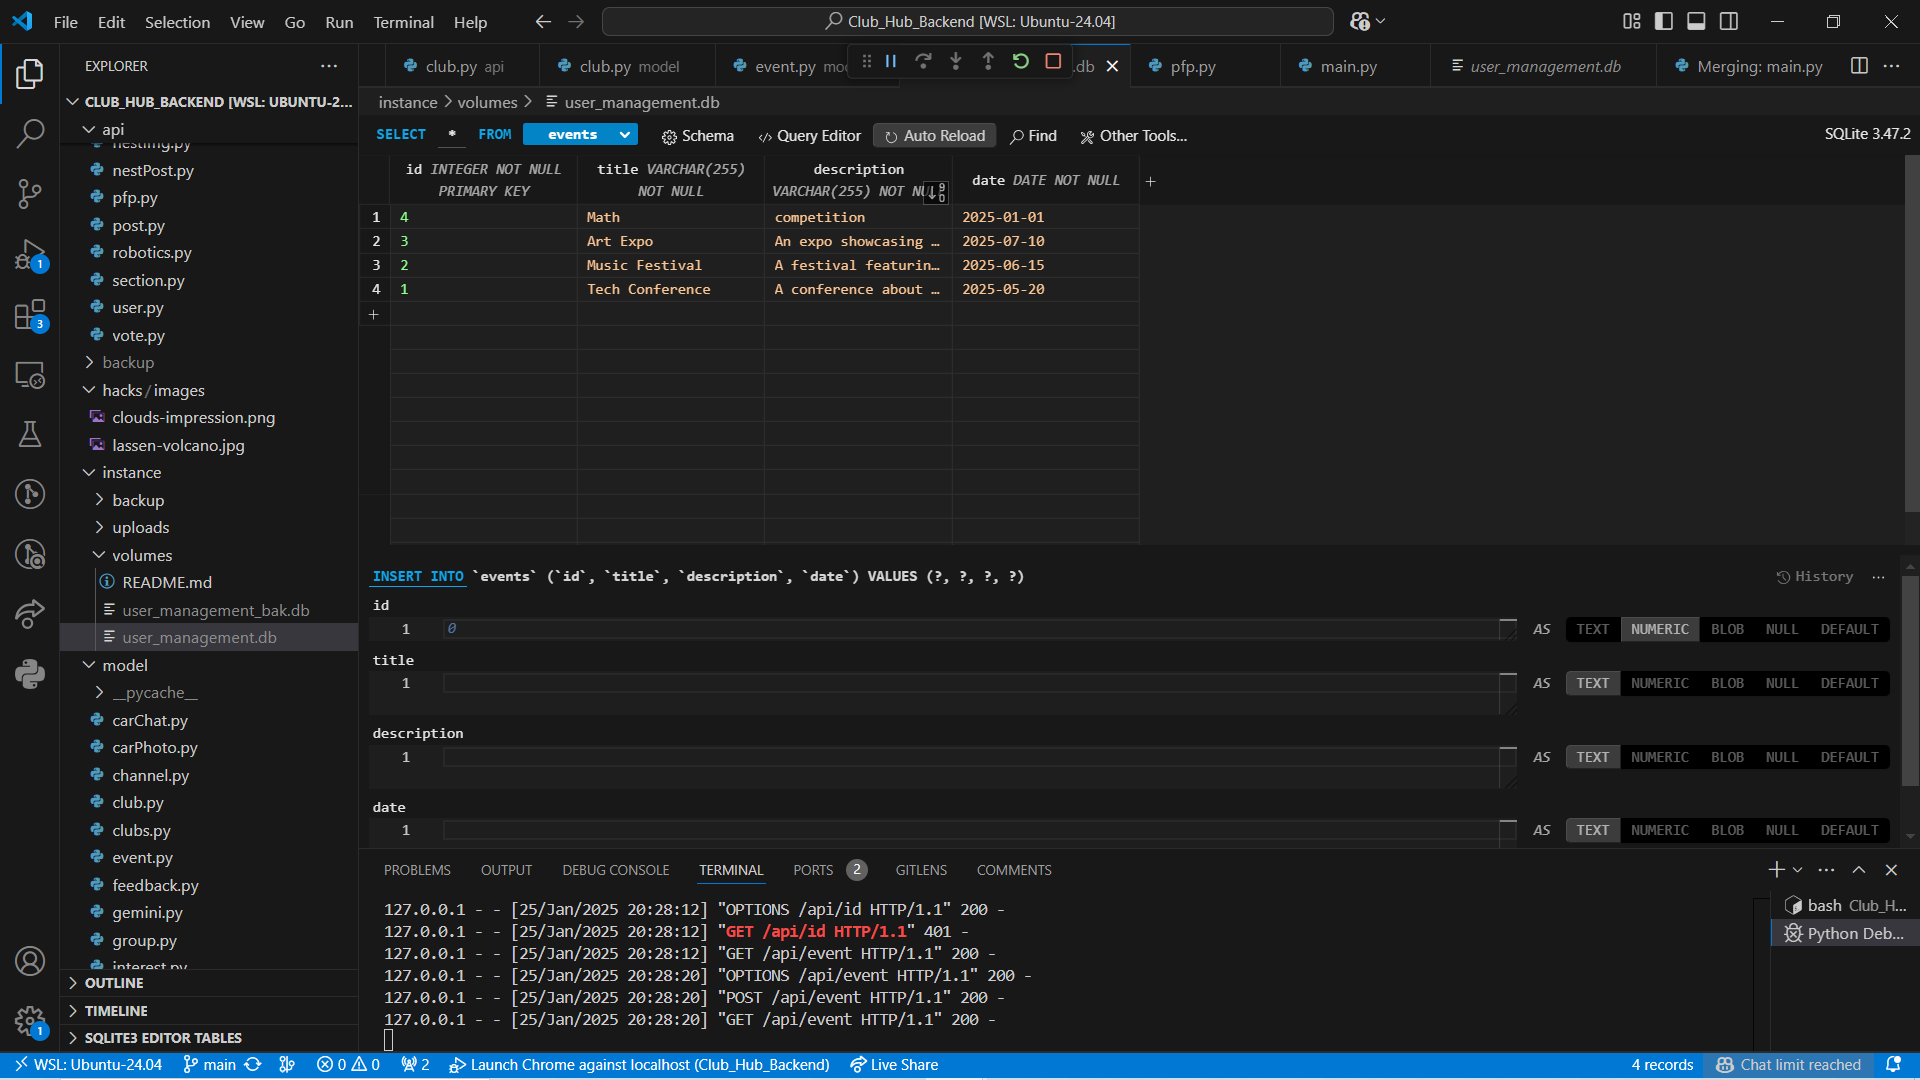 File Edit Selection View Go Run Terminal Help
Club_Hub_Backend [WSL: Ubuntu-24.04]
EXPLORER
club.py api
club.py model
event.py mo
.db
pfp.py
main.py
user_management.db
Merging: main.py
CLUB_HUB_BACKEND [WSL: UBUNTU-2...
api
nestImg.py
nestPost.py
pfp.py
post.py
robotics.py
section.py
user.py
vote.py
backup
hacks/images
clouds-impression.png
lassen-volcano.jpg
instance
backup
uploads
volumes
README.md
user_management_bak.db
user_management.db
model
__pycache__
carChat.py
carPhoto.py
channel.py
club.py
clubs.py
event.py
feedback.py
gemini.py
group.py
interest.py
OUTLINE
TIMELINE
SQLITE3 EDITOR TABLES
1
3
1
instance > volumes > user_management.db
SELECT * FROM events Schema Query Editor Auto Reload Find Other Tools... SQLite 3.47.2
id INTEGER NOT NULL PRIMARY KEY
title VARCHAR(255) NOT NULL
description VARCHAR(255) NOT NU
date DATE NOT NULL
+
1 4 Math competition 2025-01-01
2 3 Art Expo An expo showcasing … 2025-07-10
3 2 Music Festival A festival featurin… 2025-06-15
4 1 Tech Conference A conference about … 2025-05-20
+
INSERT INTO `events` (`id`, `title`, `description`, `date`) VALUES (?, ?, ?, ?)
History ...
id
1 0 AS TEXT NUMERIC BLOB NULL DEFAULT
title
1 AS TEXT NUMERIC BLOB NULL DEFAULT
description
1 AS TEXT NUMERIC BLOB NULL DEFAULT
date
1 AS TEXT NUMERIC BLOB NULL DEFAULT
PROBLEMS OUTPUT DEBUG CONSOLE TERMINAL PORTS 2 GITLENS COMMENTS
127.0.0.1 - - [25/Jan/2025 20:28:12] "OPTIONS /api/id HTTP/1.1" 200 -
127.0.0.1 - - [25/Jan/2025 20:28:12] "GET /api/id HTTP/1.1" 401 -
127.0.0.1 - - [25/Jan/2025 20:28:12] "GET /api/event HTTP/1.1" 200 -
127.0.0.1 - - [25/Jan/2025 20:28:20] "OPTIONS /api/event HTTP/1.1" 200 -
127.0.0.1 - - [25/Jan/2025 20:28:20] "POST /api/event HTTP/1.1" 200 -
127.0.0.1 - - [25/Jan/2025 20:28:20] "GET /api/event HTTP/1.1" 200 -
bash Club_H...
Python Deb...
WSL: Ubuntu-24.04 main 0 0 2 Launch Chrome against localhost (Club_Hub_Backend) Live Share 4 records Chat limit reached